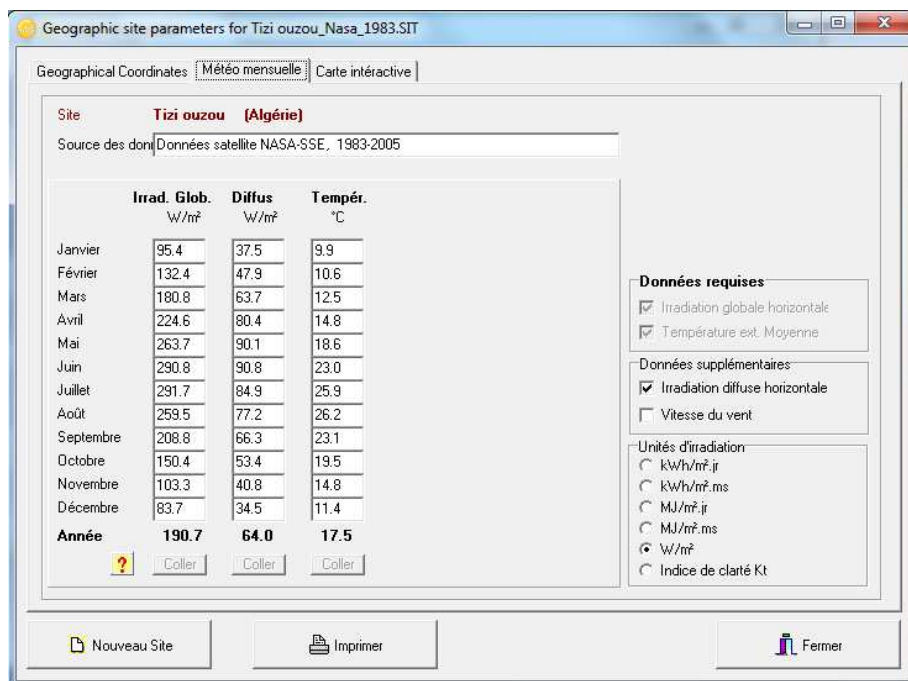 Geographic site parameters for Tizi ouzou_Nasa_1983.SIT
Geographical Coordinates Météo mensuelle Carte intéractive
Site Tizi ouzou (Algérie)
Source des don Données satellite NASA-SSE, 1983-2005
Irrad. Glob. Diffus Tempér.
W/m² W/m² °C
Janvier 95.4 37.5 9.9
Février 132.4 47.9 10.6
Mars 180.8 63.7 12.5
Avril 224.6 80.4 14.8
Mai 263.7 90.1 18.6
Juin 290.8 90.8 23.0
Juillet 291.7 84.9 25.9
Août 259.5 77.2 26.2
Septembre 208.8 66.3 23.1
Octobre 150.4 53.4 19.5
Novembre 103.3 40.8 14.8
Décembre 83.7 34.5 11.4
Année 190.7 64.0 17.5
? Coller Coller Coller
Données requises
Irradiation globale horizontale
Température ext. Moyenne
Données supplémentaires
Irradiation diffuse horizontale
Vitesse du vent
Unités d'irradiation
kWh/m².jr
kWh/m².ms
MJ/m².jr
MJ/m².ms
W/m²
Indice de clarté Kt
Nouveau Site Imprimer Fermer